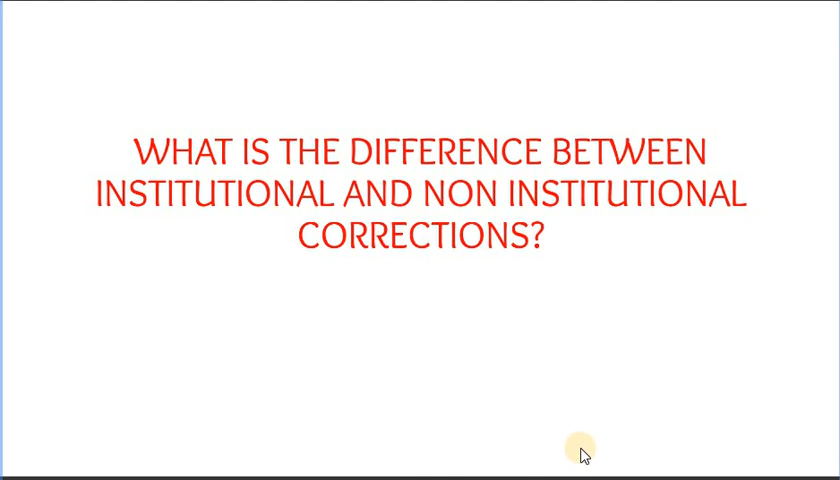 WHAT IS THE DIFFERENCE BETWEEN
INSTITUTIONAL AND NON INSTITUTIONAL
CORRECTIONS?